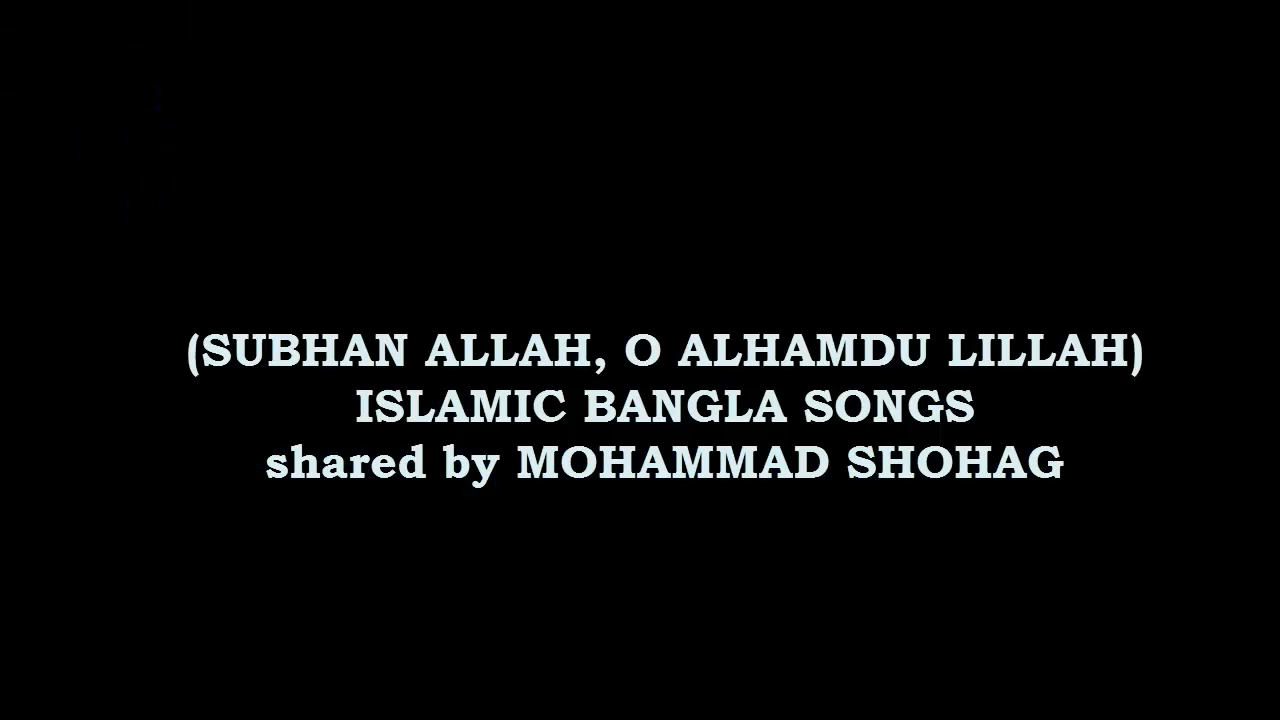 (SUBHAN ALLAH, O ALHAMDU LILLAH)
ISLAMIC BANGLA SONGS
shared by MOHAMMAD SHOHAG